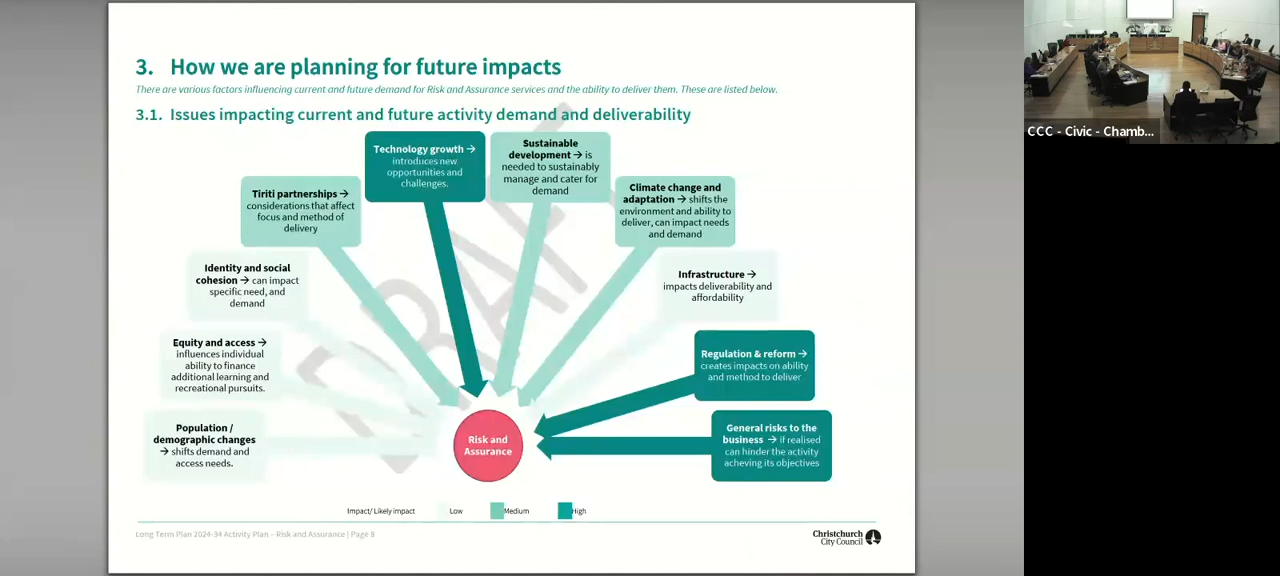 3. How we are planning for future impacts
There are various factors influencing current and future demand for Risk and Assurance services and the ability to deliver them. These are listed below.
3.1. Issues impacting current and future activity demand and deliverability
Technology growth →
introduces new
opportunities and
challenges.
Sustainable
development → is
needed to sustainably
manage and cater for
demand
Tiriti partnerships →
considerations that affect
focus and method of
delivery
Climate change and
adaptation → shifts the
environment and ability to
deliver, can impact needs
and demand
Identity and social
cohesion → can impact
specific need, and
demand
Infrastructure →
impacts deliverability and
affordability
Equity and access →
influences individual
ability to finance
additional learning and
recreational pursuits.
Regulation & reform →
creates impacts on ability
and method to deliver
Population /
demographic changes
→ shifts demand and
access needs.
General risks to the
business → if realised
can hinder the activity
acheving its objectives
Risk and
Assurance
DRAFT
Impact/ Likely impact Low Medium High
Long Term Plan 2024-34 Activity Plan – Risk and Assurance | Page 8
Christchurch
City Council
CCC - Civic - Chamb...